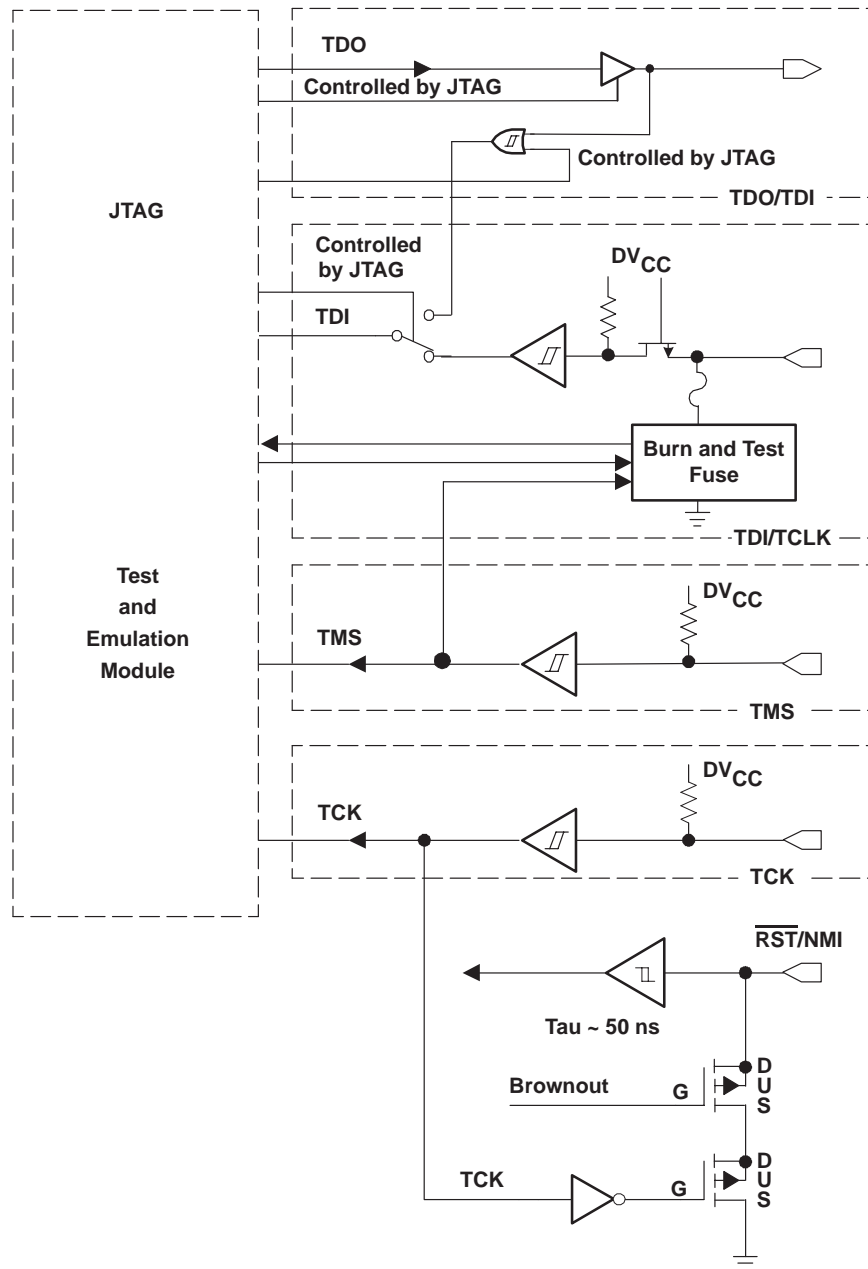 TDO
Controlled by JTAG
Controlled by JTAG
TDO/TDI
JTAG
Controlled
by JTAG
DVCC
TDI
Burn and Test
Fuse
TDI/TCLK
Test
and
Emulation
Module
DVCC
TMS
TMS
DVCC
TCK
TCK
RST/NMI
Tau ~ 50 ns
Brownout
G
D
U
S
TCK
G
D
U
S